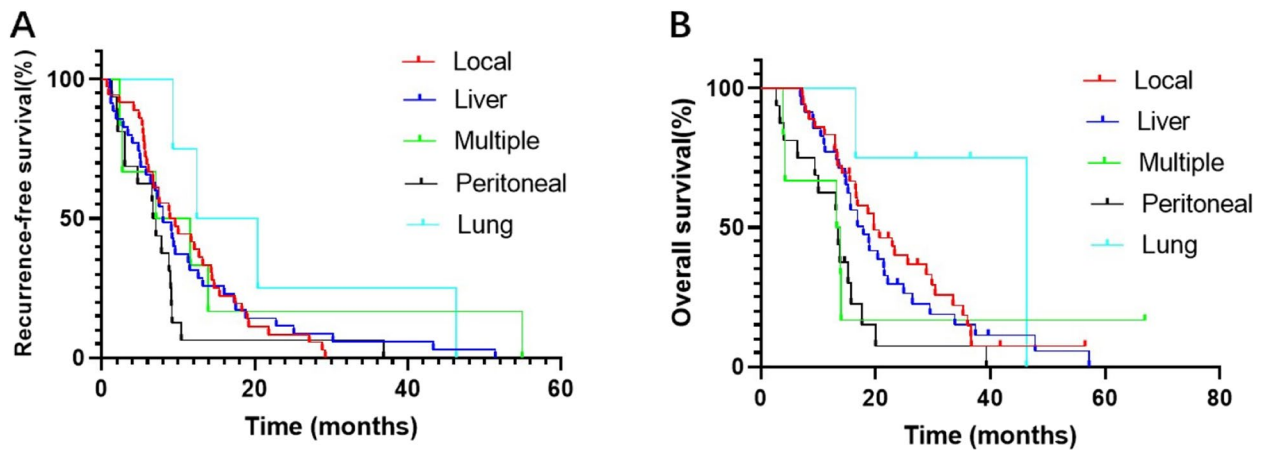 A
Recurrence-free survival(%)
100
50
0
0 20 40 60
Time (months)
Local
Liver
Multiple
Peritoneal
Lung
B
Overall survival(%)
100
50
0
0 20 40 60 80
Time (months)
Local
Liver
Multiple
Peritoneal
Lung